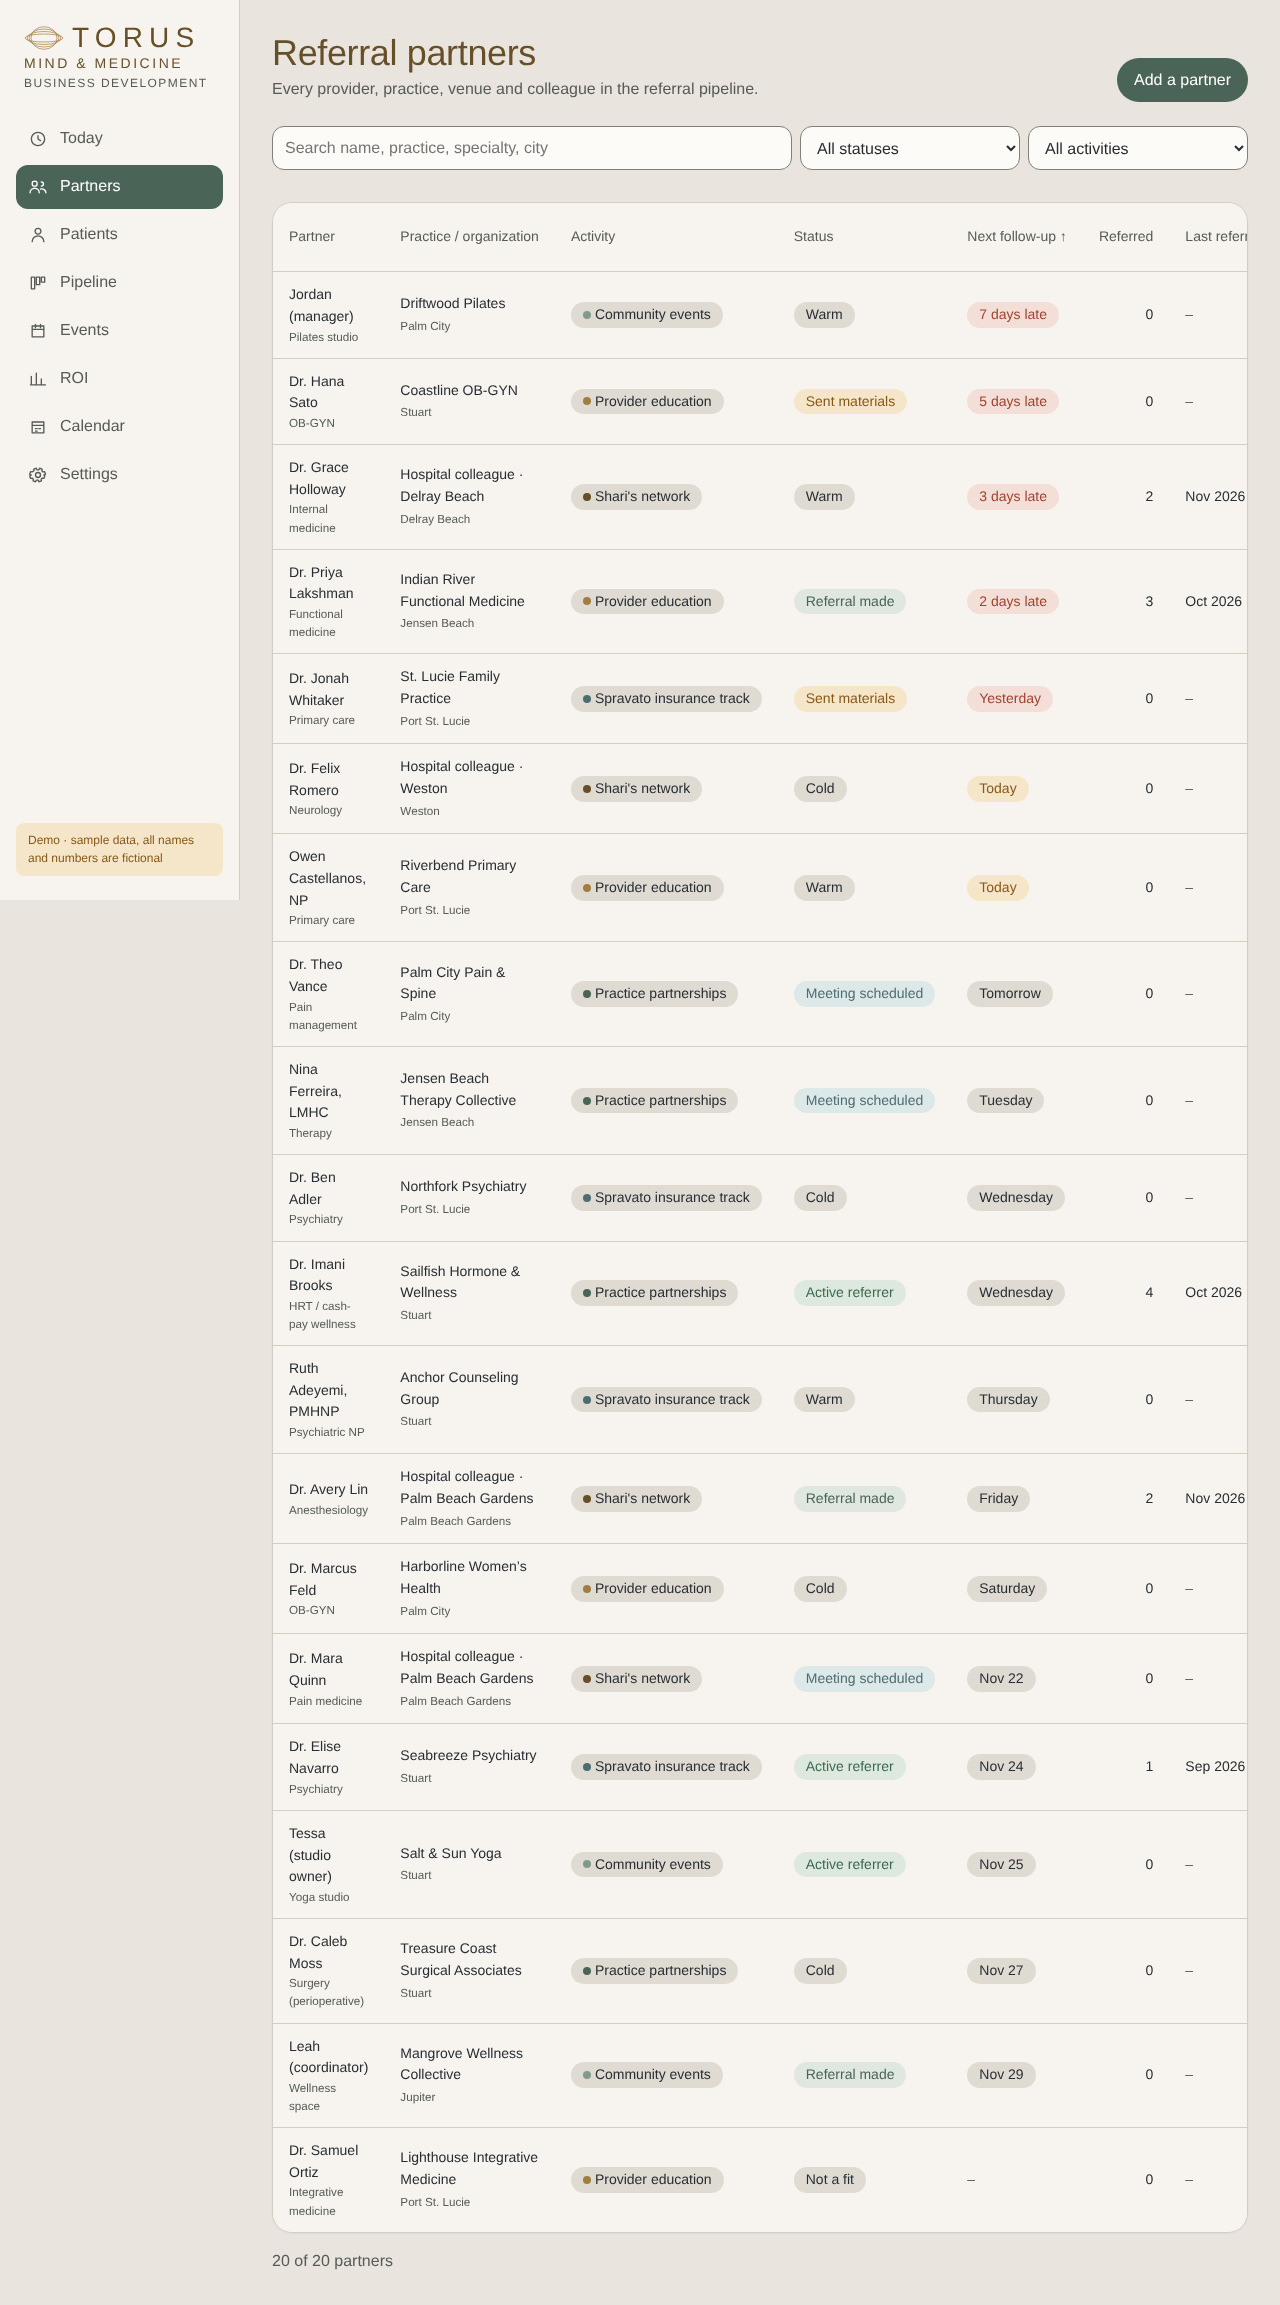 TORUS
MIND & MEDICINE
BUSINESS DEVELOPMENT
Today
Partners
Patients
Pipeline
Events
ROI
Calendar
Settings
Demo · sample data, all names
and numbers are fictional
Referral partners
Every provider, practice, venue and colleague in the referral pipeline.
Add a partner
Search name, practice, specialty, city
All statuses
All activities
Partner Practice / organization Activity Status Next follow-up ↑ Referred Last referr
Jordan
(manager)
Pilates studio
Driftwood Pilates
Palm City
Community events
Warm
7 days late
0
–
Dr. Hana
Sato
OB-GYN
Coastline OB-GYN
Stuart
Provider education
Sent materials
5 days late
0
–
Dr. Grace
Holloway
Internal
medicine
Hospital colleague ·
Delray Beach
Delray Beach
Shari's network
Warm
3 days late
2
Nov 2026
Dr. Priya
Lakshman
Functional
medicine
Indian River
Functional Medicine
Jensen Beach
Provider education
Referral made
2 days late
3
Oct 2026
Dr. Jonah
Whitaker
Primary care
St. Lucie Family
Practice
Port St. Lucie
Spravato insurance track
Sent materials
Yesterday
0
–
Dr. Felix
Romero
Neurology
Hospital colleague ·
Weston
Weston
Shari's network
Cold
Today
0
–
Owen
Castellanos,
NP
Primary care
Riverbend Primary
Care
Port St. Lucie
Provider education
Warm
Today
0
–
Dr. Theo
Vance
Pain
management
Palm City Pain &
Spine
Palm City
Practice partnerships
Meeting scheduled
Tomorrow
0
–
Nina
Ferreira,
LMHC
Therapy
Jensen Beach
Therapy Collective
Jensen Beach
Practice partnerships
Meeting scheduled
Tuesday
0
–
Dr. Ben
Adler
Psychiatry
Northfork Psychiatry
Port St. Lucie
Spravato insurance track
Cold
Wednesday
0
–
Dr. Imani
Brooks
HRT / cash-
pay wellness
Sailfish Hormone &
Wellness
Stuart
Practice partnerships
Active referrer
Wednesday
4
Oct 2026
Ruth
Adeyemi,
PMHNP
Psychiatric NP
Anchor Counseling
Group
Stuart
Spravato insurance track
Warm
Thursday
0
–
Dr. Avery Lin
Anesthesiology
Hospital colleague ·
Palm Beach Gardens
Palm Beach Gardens
Shari's network
Referral made
Friday
2
Nov 2026
Dr. Marcus
Feld
OB-GYN
Harborline Women's
Health
Palm City
Provider education
Cold
Saturday
0
–
Dr. Mara
Quinn
Pain medicine
Hospital colleague ·
Palm Beach Gardens
Palm Beach Gardens
Shari's network
Meeting scheduled
Nov 22
0
–
Dr. Elise
Navarro
Psychiatry
Seabreeze Psychiatry
Stuart
Spravato insurance track
Active referrer
Nov 24
1
Sep 2026
Tessa
(studio
owner)
Yoga studio
Salt & Sun Yoga
Stuart
Community events
Active referrer
Nov 25
0
–
Dr. Caleb
Moss
Surgery
(perioperative)
Treasure Coast
Surgical Associates
Stuart
Practice partnerships
Cold
Nov 27
0
–
Leah
(coordinator)
Wellness
space
Mangrove Wellness
Collective
Jupiter
Community events
Referral made
Nov 29
0
–
Dr. Samuel
Ortiz
Integrative
medicine
Lighthouse Integrative
Medicine
Port St. Lucie
Provider education
Not a fit
–
0
–
20 of 20 partners